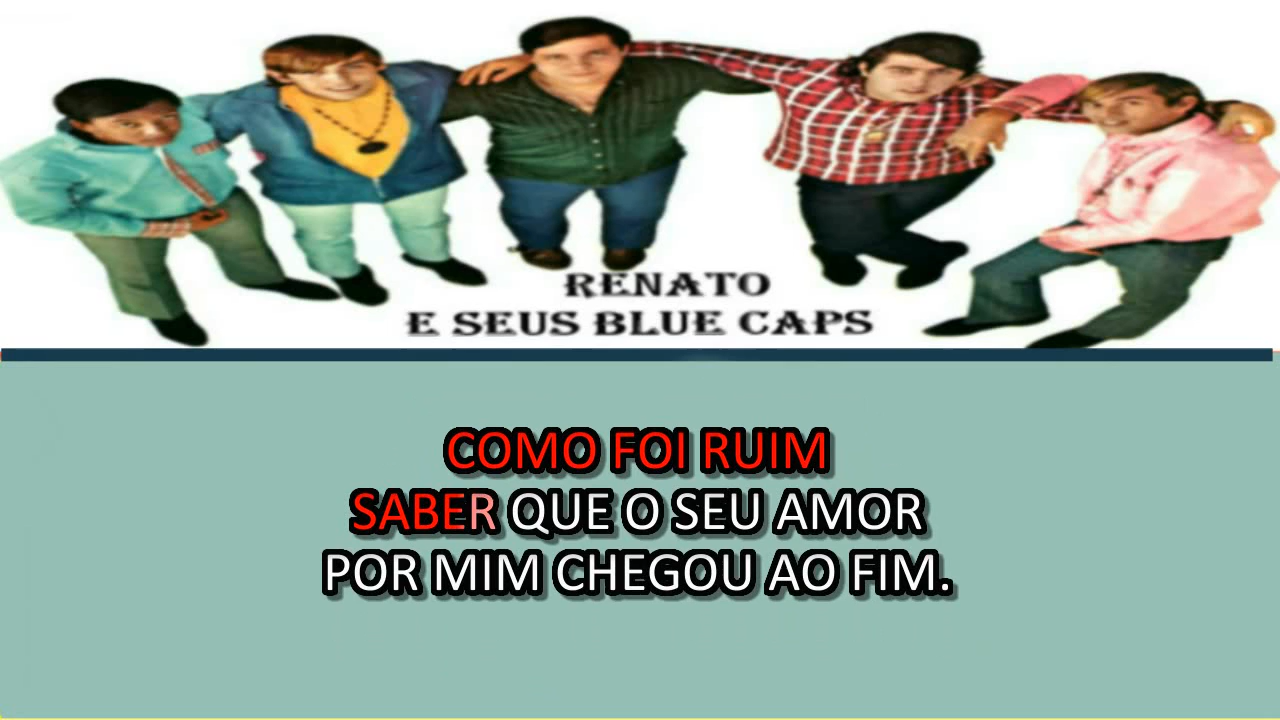 RENATO
E SEUS BLUE CAPS
COMO FOI RUIM
SABER QUE O SEU AMOR
POR MIM CHEGOU AO FIM.